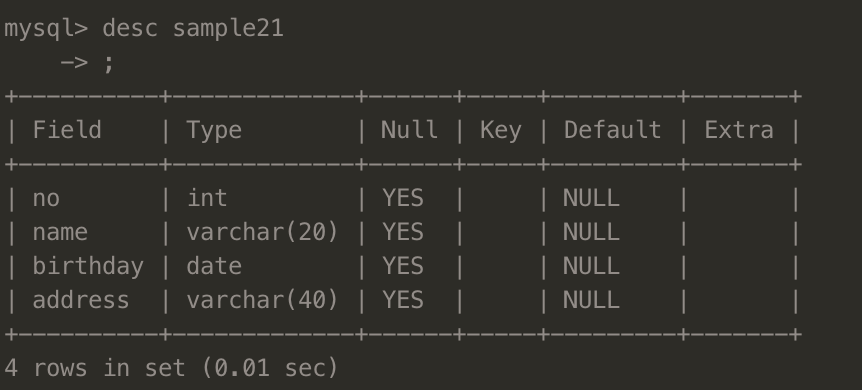 mysql> desc sample21
    -> ;
+----------+-------------+------+-----+---------+-------+
| Field    | Type        | Null | Key | Default | Extra |
+----------+-------------+------+-----+---------+-------+
| no       | int         | YES  |     | NULL    |       |
| name     | varchar(20) | YES  |     | NULL    |       |
| birthday | date        | YES  |     | NULL    |       |
| address  | varchar(40) | YES  |     | NULL    |       |
+----------+-------------+------+-----+---------+-------+
4 rows in set (0.01 sec)